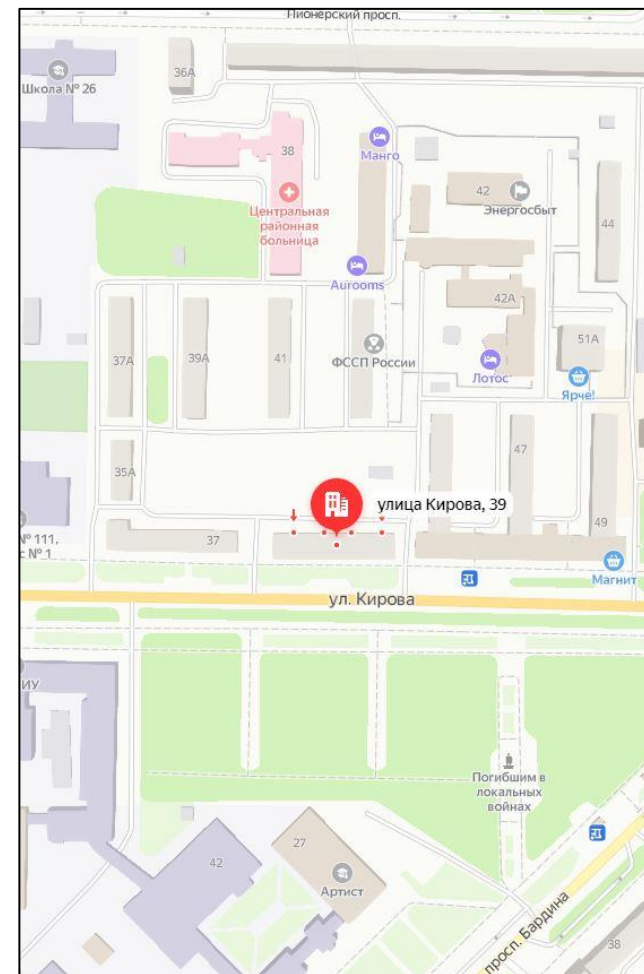 Пионерский просп.
36А
Школа № 26
38
Манго
Центральная
районная
больница
42
Энергосбыт
44
Aurooms
42А
37А
39А
41
ФССП России
Лотос
51А
Ярче!
35А
47
улица Кирова, 39
49
№ 111,
с № 1
37
Магнит
ул. Кирова
ИУ
Погибшим в
локальных
войнах
27
42
Артист
просп. Бардина
38